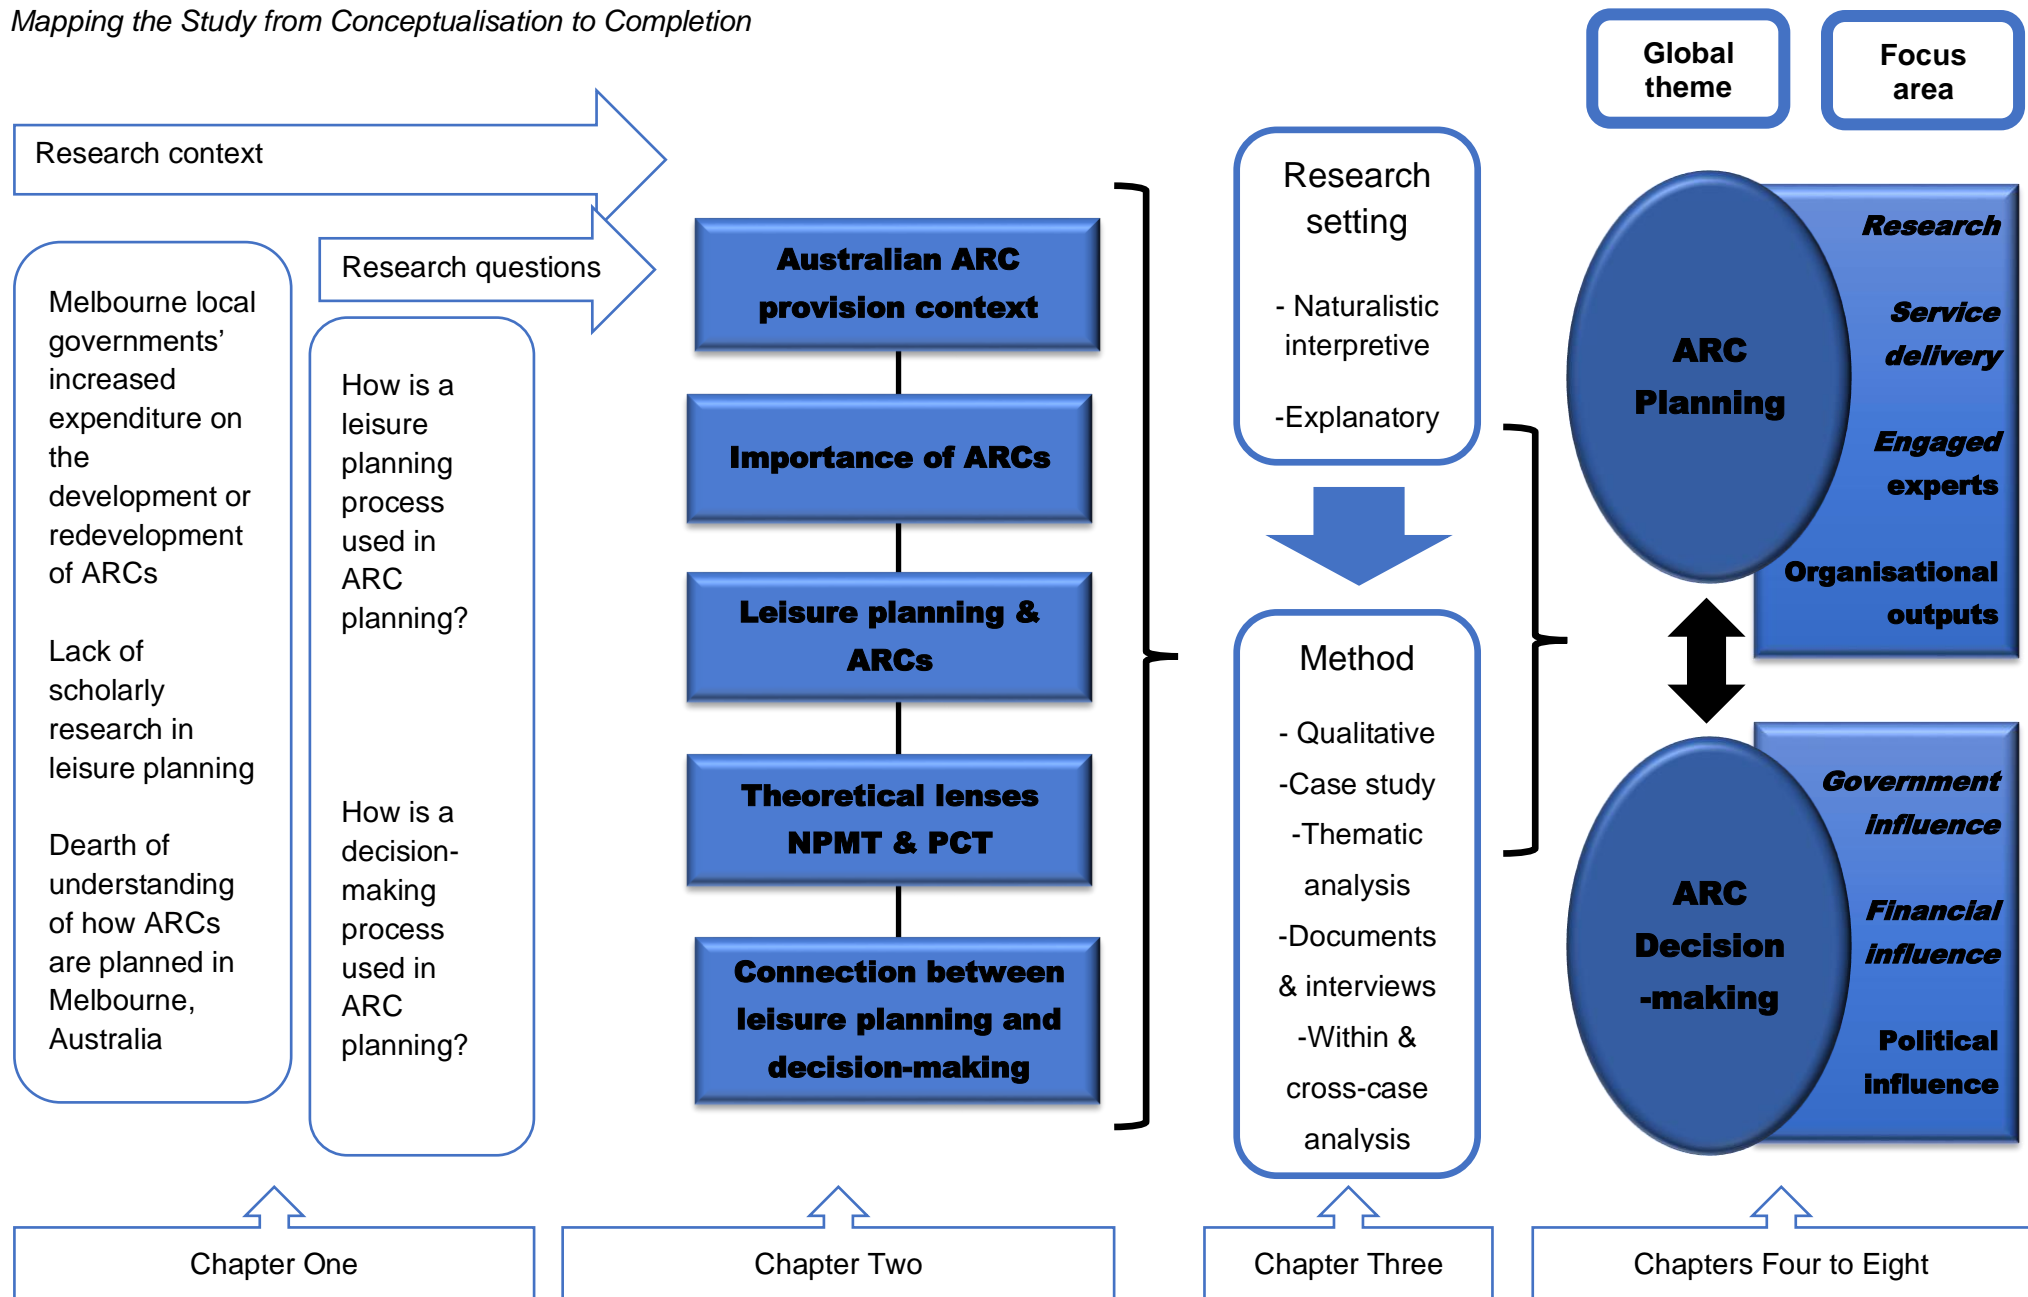 Mapping the Study from Conceptualisation to Completion
Global
theme
Focus
area
Research context
Research questions
Melbourne local
governments’
increased
expenditure on
the
development or
redevelopment
of ARCs
Lack of
scholarly
research in
leisure planning
Dearth of
understanding
of how ARCs
are planned in
Melbourne,
Australia
How is a
leisure
planning
process
used in
ARC
planning?
How is a
decision-
making
process
used in
ARC
planning?
Australian ARC
provision context
Importance of ARCs
Leisure planning &
ARCs
Theoretical lenses
NPMT & PCT
Connection between
leisure planning and
decision-making
Research
setting
- Naturalistic
interpretive
-Explanatory
Method
- Qualitative
-Case study
-Thematic
analysis
-Documents
& interviews
-Within &
cross-case
analysis
ARC
Planning
Research
Service
delivery
Engaged
experts
Organisational
outputs
ARC
Decision
-making
Government
influence
Financial
influence
Political
influence
Chapter One
Chapter Two
Chapter Three
Chapters Four to Eight